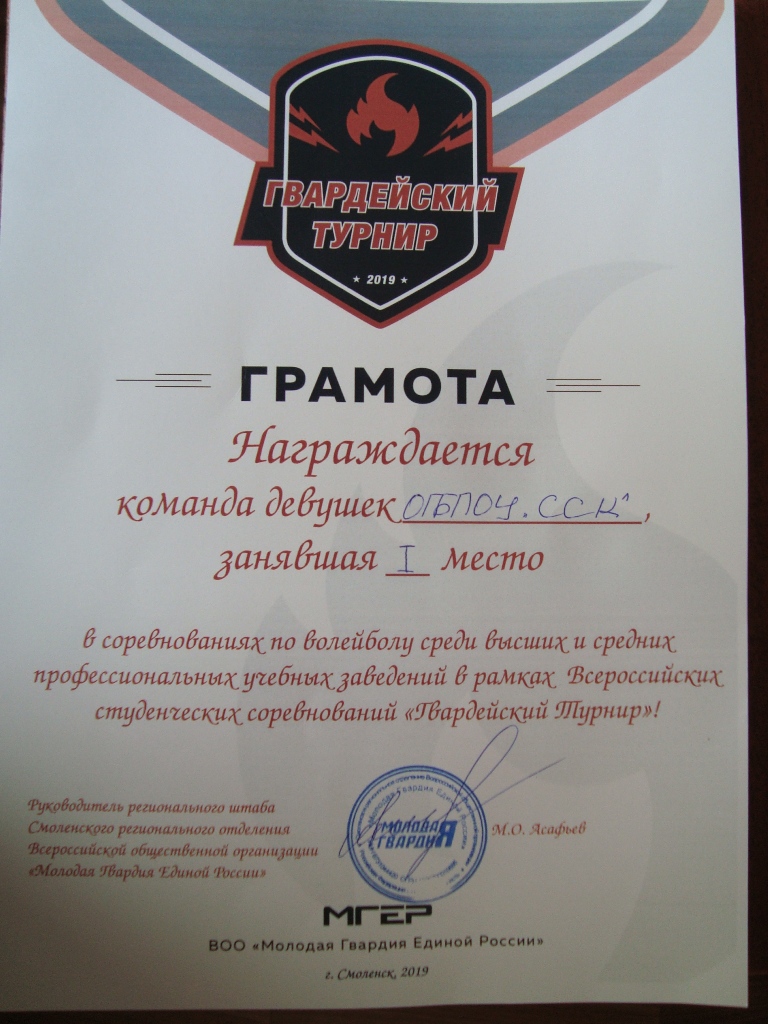 ГВАРДЕЙСКИЙ
ТУРНИР
★ 2019 ★
ГРАМОТА
Награждается
команда девушек ОГБПОУ "ССК",
занявшая I место
в соревнованиях по волейболу среди высших и средних
профессиональных учебных заведений в рамках Всероссийских
студенческих соревнований «Гвардейский Турнир»!
Руководитель регионального штаба
Смоленского регионального отделения
Всероссийской общественной организации
«Молодая Гвардия Единой России»
МОЛОДАЯ
ГВАРДИЯ
М.О. Асафьев
МГЕР
ВОО «Молодая Гвардия Единой России»
г. Смоленск, 2019